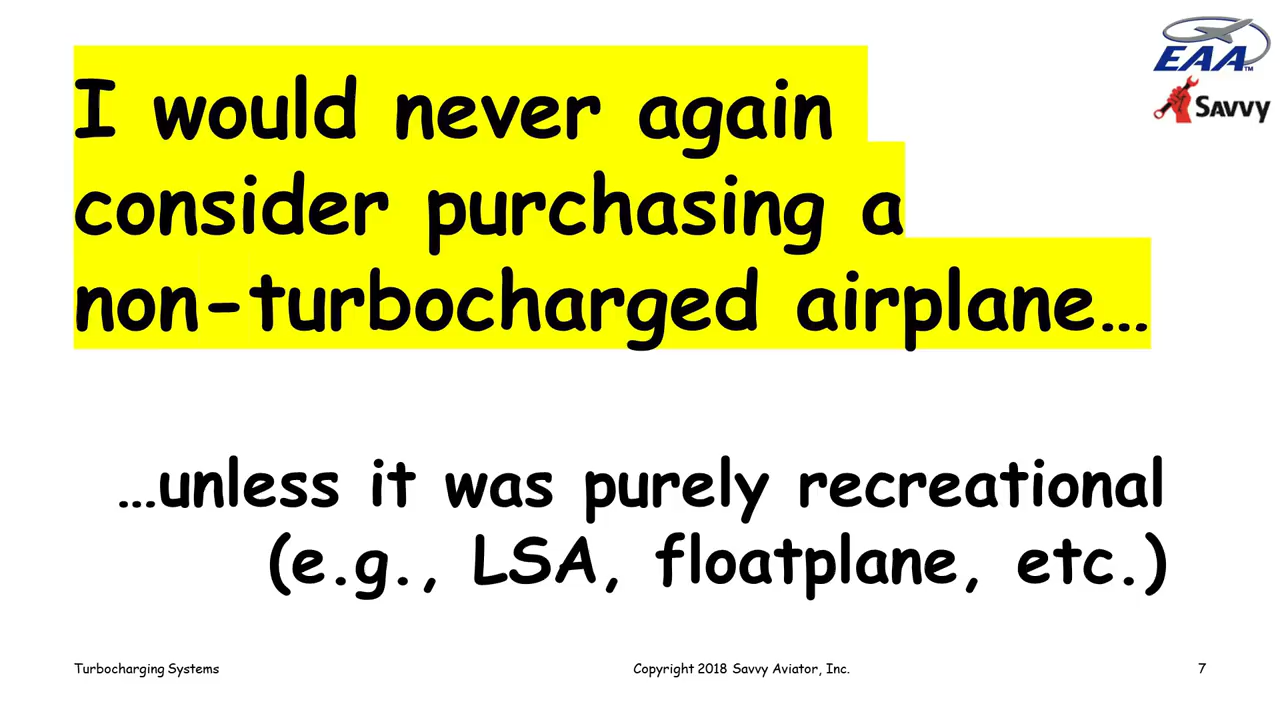 EAA™
Savvy
I would never again
consider purchasing a
non-turbocharged airplane…
…unless it was purely recreational
(e.g., LSA, floatplane, etc.)
Turbocharging Systems
Copyright 2018 Savvy Aviator, Inc.
7